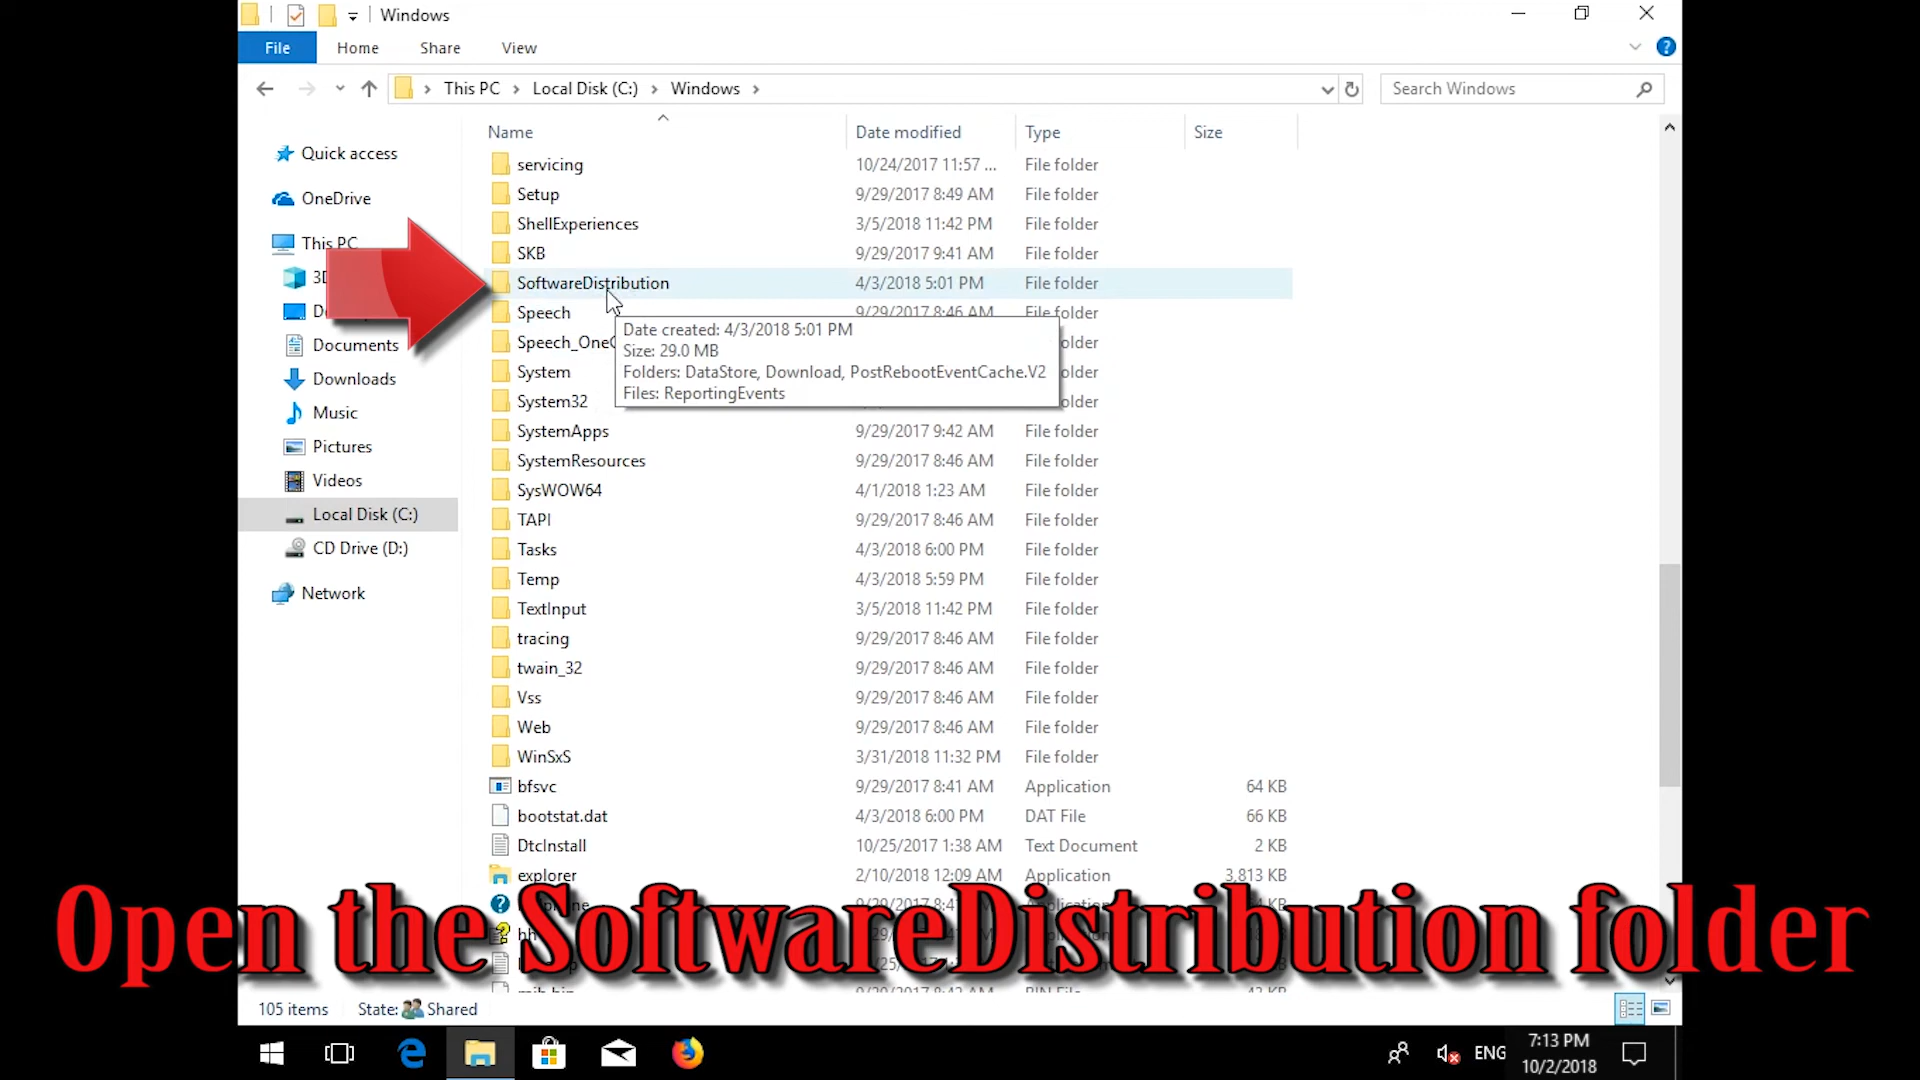 Windows
File Home Share View
This PC Local Disk (C:) Windows
Search Windows
Name Date modified Type Size
Quick access
OneDrive
This PC
3D
Documents
Downloads
Music
Pictures
Videos
Local Disk (C:)
CD Drive (D:)
Network
servicing 10/24/2017 11:57 ... File folder
Setup 9/29/2017 8:49 AM File folder
ShellExperiences 3/5/2018 11:42 PM File folder
SKB 9/29/2017 9:41 AM File folder
SoftwareDistribution 4/3/2018 5:01 PM File folder
Speech 9/29/2017 8:46 AM File folder
Speech_One
System
System32
Date created: 4/3/2018 5:01 PM
Size: 29.0 MB
Folders: DataStore, Download, PostRebootEventCache.V2
Files: ReportingEvents
SystemApps 9/29/2017 9:42 AM File folder
SystemResources 9/29/2017 8:46 AM File folder
SysWOW64 4/1/2018 1:23 AM File folder
TAPI 9/29/2017 8:46 AM File folder
Tasks 4/3/2018 6:00 PM File folder
Temp 4/3/2018 5:59 PM File folder
TextInput 3/5/2018 11:42 PM File folder
tracing 9/29/2017 8:46 AM File folder
twain_32 9/29/2017 8:46 AM File folder
Vss 9/29/2017 8:46 AM File folder
Web 9/29/2017 8:46 AM File folder
WinSxS 3/31/2018 11:32 PM File folder
bfsvc 9/29/2017 8:41 AM Application 64 KB
bootstat.dat 4/3/2018 6:00 PM DAT File 66 KB
DtcInstall 10/25/2017 1:38 AM Text Document 2 KB
explorer 2/10/2018 12:09 AM Application 3,813 KB
Open the SoftwareDistribution folder
105 items State: Shared
ENG
7:13 PM
10/2/2018